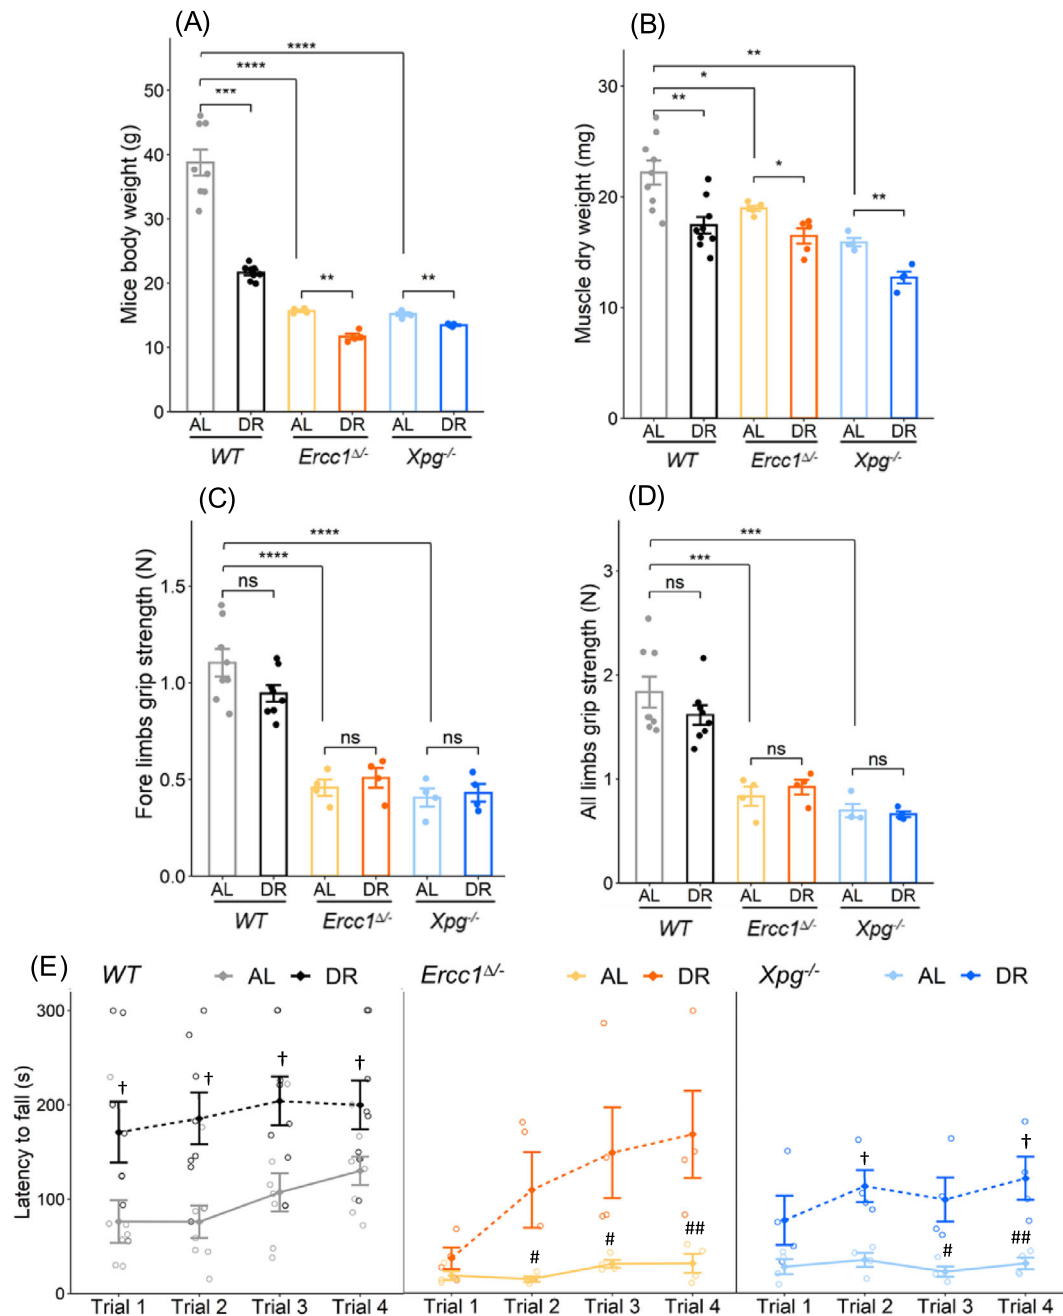 (A)
Mice body weight (g)
50
40
30
20
10
0
****
****
***
**
**
AL DR AL DR AL DR
WT Ercc1Δ/- Xpg-/-
(B)
Muscle dry weight (mg)
30
20
10
0
**
*
**
*
**
AL DR AL DR AL DR
WT Ercc1Δ/- Xpg-/-
(C)
Fore limbs grip strength (N)
1.5
1.0
0.5
0.0
****
****
ns
ns
ns
AL DR AL DR AL DR
WT Ercc1Δ/- Xpg-/-
(D)
All limbs grip strength (N)
3
2
1
0
***
***
ns
ns
ns
AL DR AL DR AL DR
WT Ercc1Δ/- Xpg-/-
(E)
WT AL DR
Ercc1Δ/- AL DR
Xpg-/- AL DR
Latency to fall (s)
300
200
100
0
† † † †
# # ##
† †
# ##
Trial 1 Trial 2 Trial 3 Trial 4
Trial 1 Trial 2 Trial 3 Trial 4
Trial 1 Trial 2 Trial 3 Trial 4